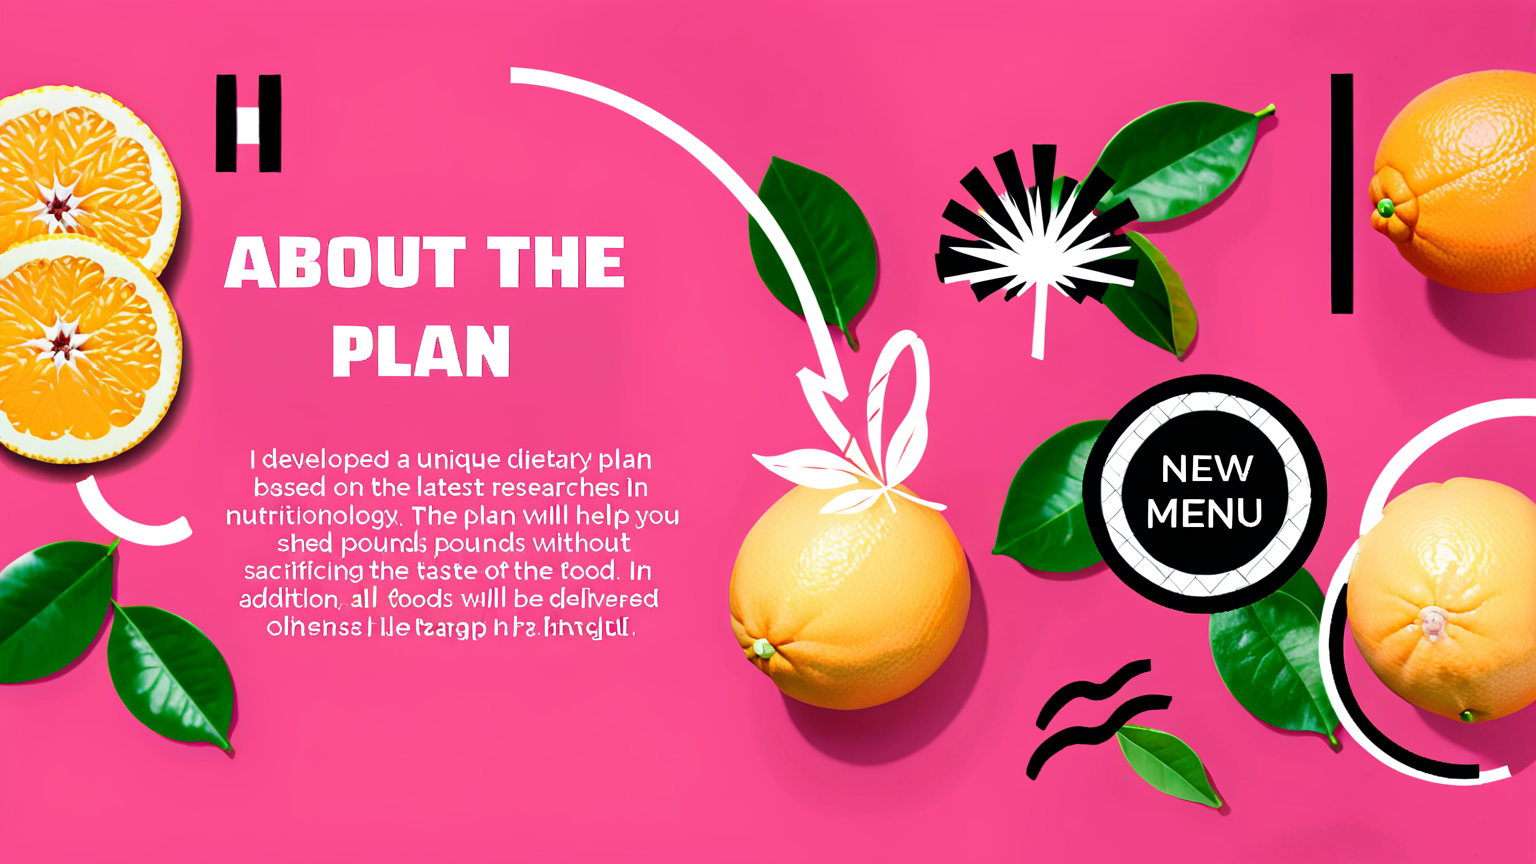 ABOUT THE
PLAN
I developed a unique dietary plan
based on the latest researches in
nutritionology. The plan will help you
shed pounds pounds without
sacrificing the taste of the food. In
addition, all foods will be delivered
NEW
MENU